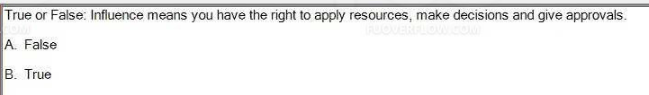 True or False: Influence means you have the right to apply resources, make decisions and give approvals.
A. False
B. True